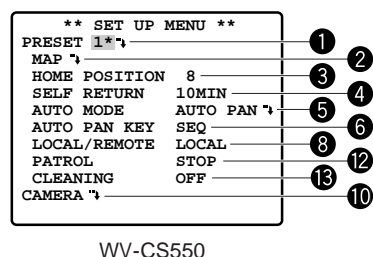 ** SET UP MENU **
PRESET 1* ↴ 1
MAP ↴ 2
HOME POSITION 8 3
SELF RETURN 10MIN 4
AUTO MODE AUTO PAN ↴ 5
AUTO PAN KEY SEQ 6
LOCAL/REMOTE LOCAL 8
PATROL STOP 12
CLEANING OFF 13
CAMERA ↴ 10
WV-CS550